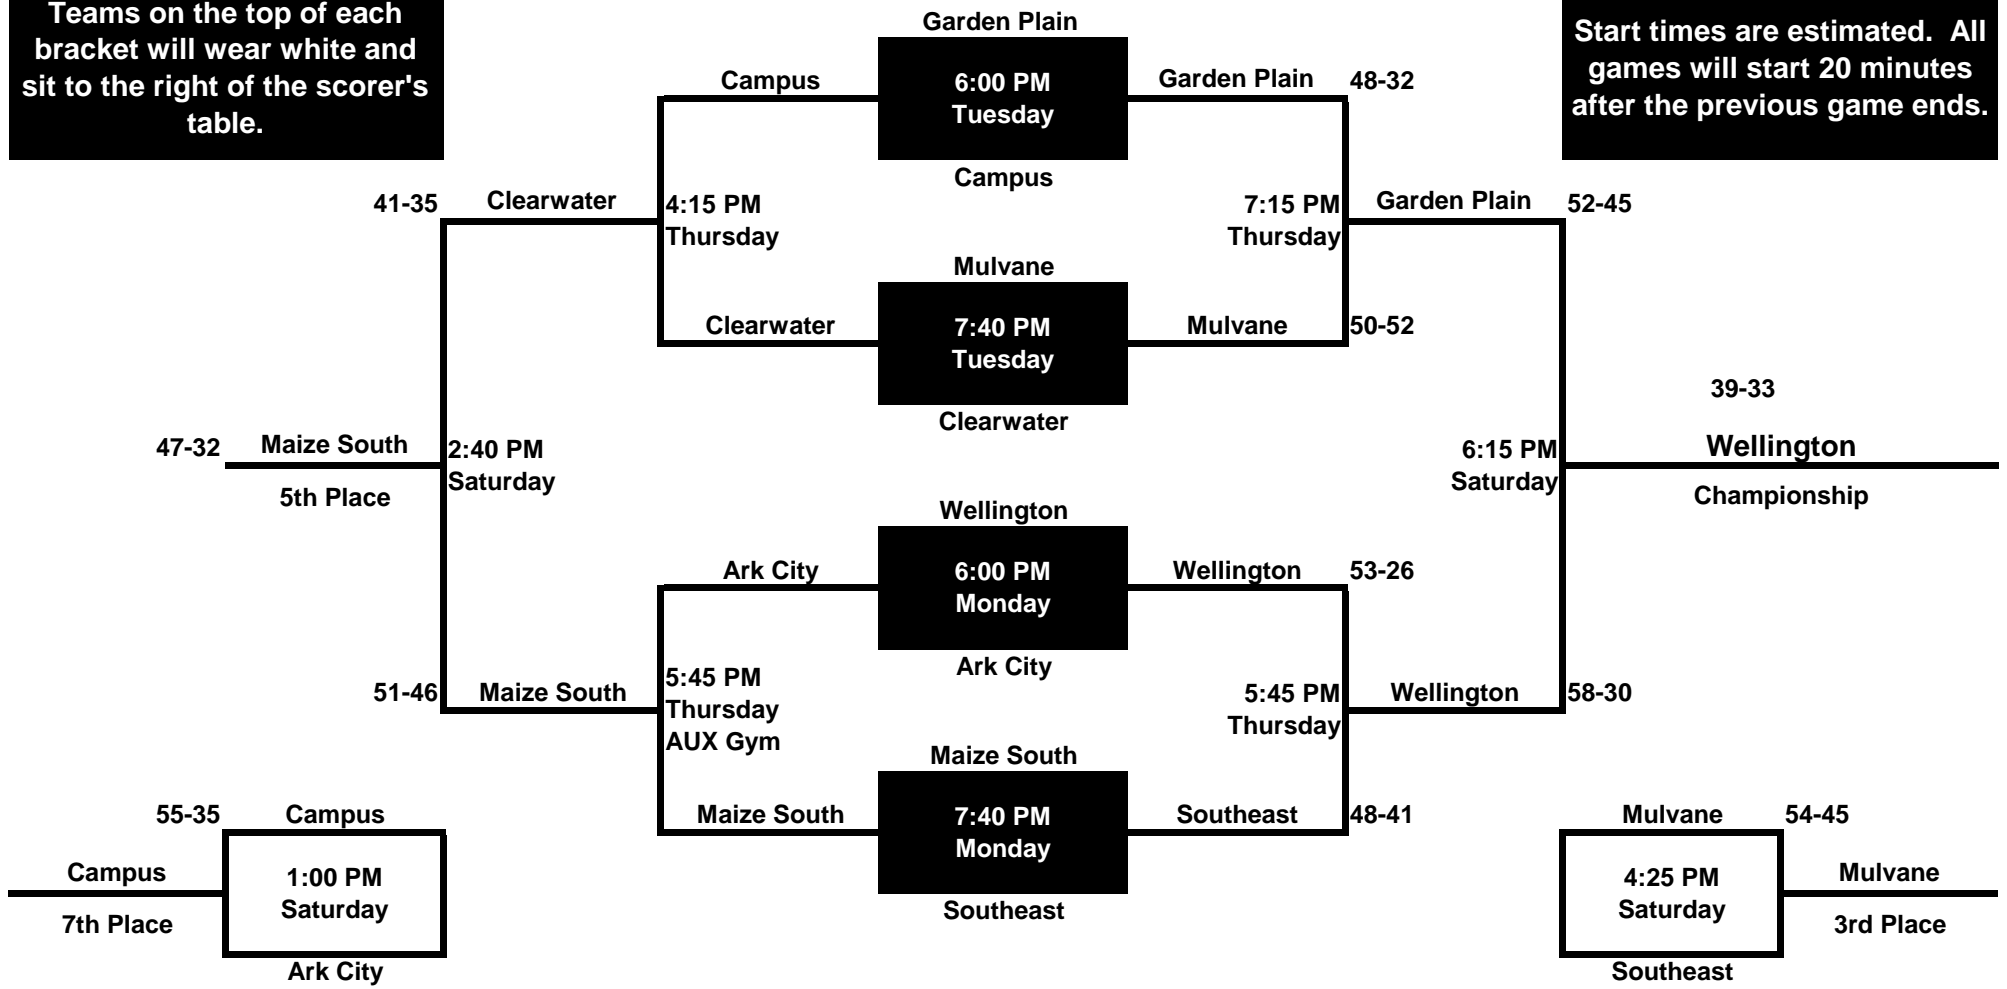 Teams on the top of each
bracket will wear white and
sit to the right of the scorer's
table.
Start times are estimated.  All
games will start 20 minutes
after the previous game ends.
Garden Plain
Campus
6:00 PM
Tuesday
Garden Plain
48-32
Campus
41-35
Clearwater
4:15 PM
Thursday
7:15 PM
Thursday
Garden Plain
52-45
Mulvane
Clearwater
7:40 PM
Tuesday
Mulvane
50-52
Clearwater
39-33
47-32
Maize South
2:40 PM
Saturday
5th Place
6:15 PM
Saturday
Wellington
Championship
Wellington
Ark City
6:00 PM
Monday
Wellington
53-26
Ark City
51-46
Maize South
5:45 PM
Thursday
AUX Gym
5:45 PM
Thursday
Wellington
58-30
Maize South
Maize South
7:40 PM
Monday
Southeast
48-41
Southeast
55-35
Campus
Campus
1:00 PM
Saturday
7th Place
Ark City
Mulvane
54-45
4:25 PM
Saturday
Mulvane
3rd Place
Southeast